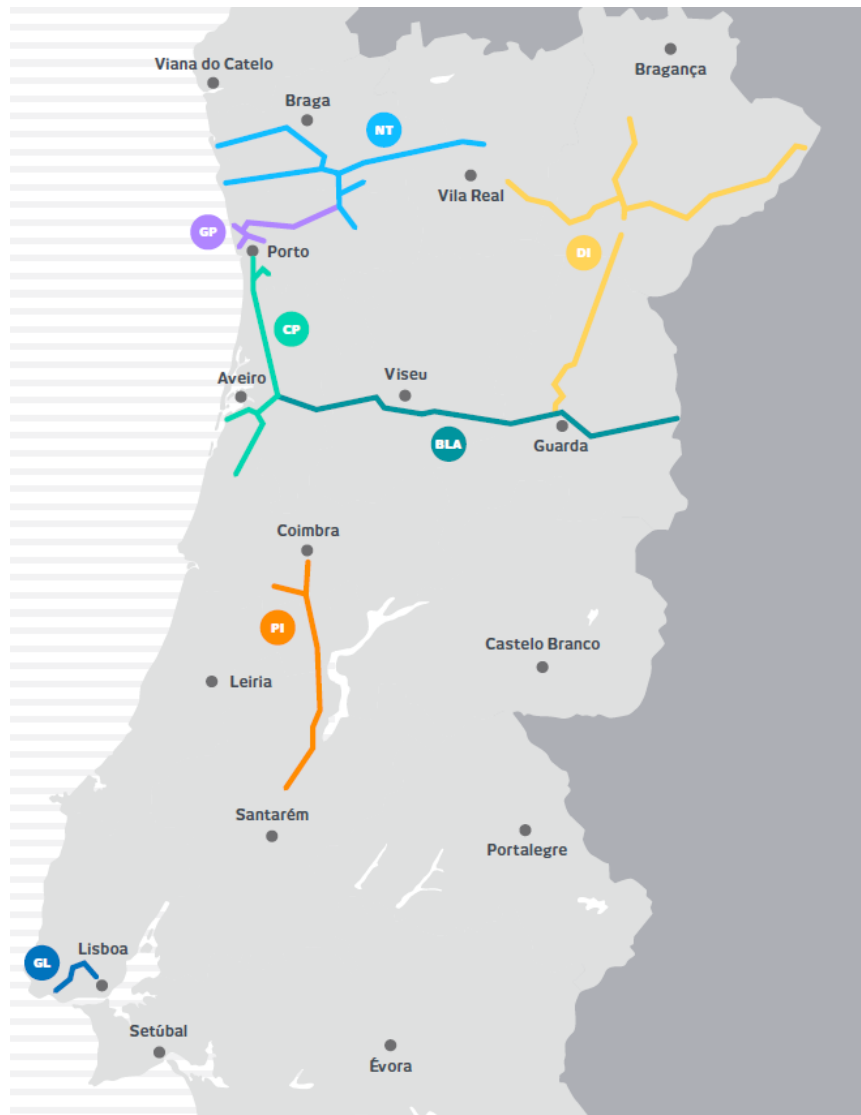 Viana do Catelo
Bragança
Braga
NT
Vila Real
GP
Porto
DI
CP
Aveiro
Viseu
BLA
Guarda
Coimbra
PI
Castelo Branco
Leiria
Santarém
Portalegre
Lisboa
GL
Setúbal
Évora